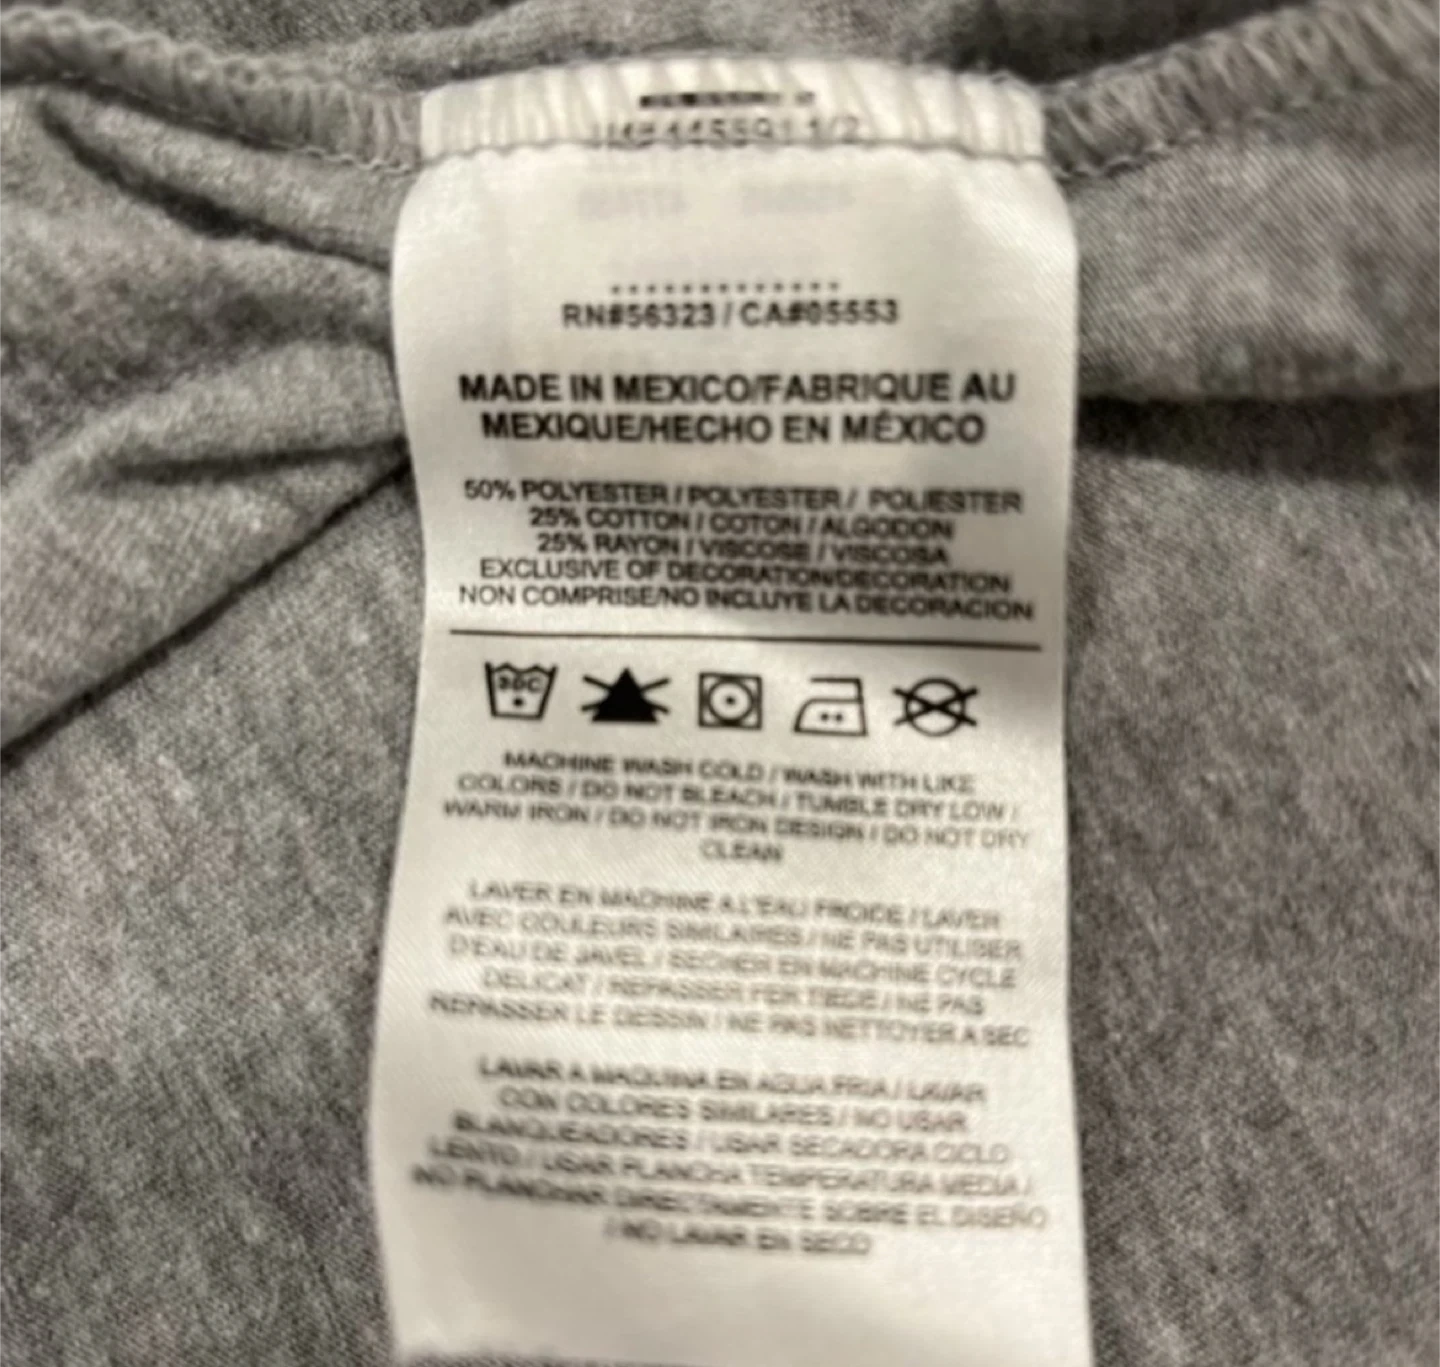 RN#56323 / CA#05553
MADE IN MEXICO/FABRIQUE AU
MEXIQUE/HECHO EN MÉXICO
50% POLYESTER / POLYESTER / POLIESTER
25% COTTON / COTON / ALGODON
25% RAYON / VISCOSE / VISCOSA
EXCLUSIVE OF DECORATION/DECORATION
NON COMPRISE/NO INCLUYE LA DECORACION
30C
MACHINE WASH COLD / WASH WITH LIKE
COLORS / DO NOT BLEACH / TUMBLE DRY LOW /
WARM IRON / DO NOT IRON DESIGN / DO NOT DRY
CLEAN
LAVER EN MACHINE A L'EAU FROIDE / LAVER
AVEC COULEURS SIMILAIRES / NE PAS UTILISER
D'EAU DE JAVEL / SECHER EN MACHINE CYCLE
DELICAT / REPASSER FER TIEDE / NE PAS
REPASSER LE DESSIN / NE PAS NETTOYER A SEC
LAVAR A MAQUINA EN AGUA FRIA / LAVAR
CON COLORES SIMILARES / NO USAR
BLANQUEADORES / USAR SECADORA CICLO
LENTO / USAR PLANCHA TEMPERATURA MEDIA /
NO PLANCHAR DIRECTAMENTE SOBRE EL DISEÑO
/ NO LAVAR EN SECO